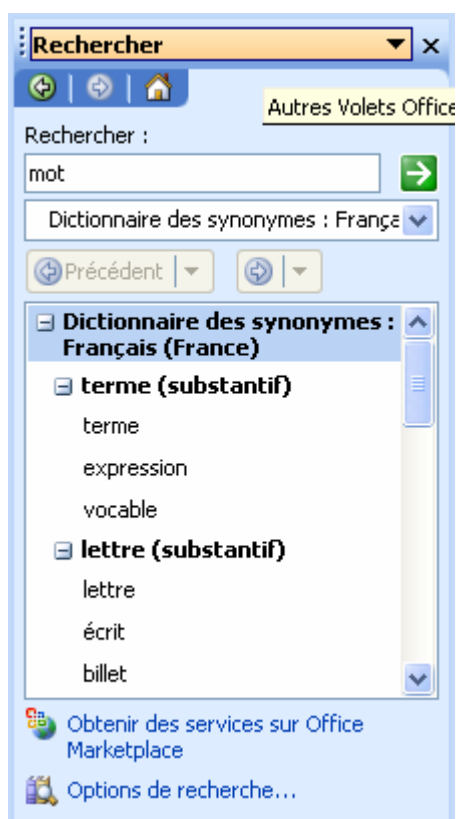 Rechercher
Autres Volets Office
Rechercher :
mot
Dictionnaire des synonymes : França
Précédent
Dictionnaire des synonymes :
Français (France)
terme (substantif)
terme
expression
vocable
lettre (substantif)
lettre
écrit
billet
Obtenir des services sur Office
Marketplace
Options de recherche...